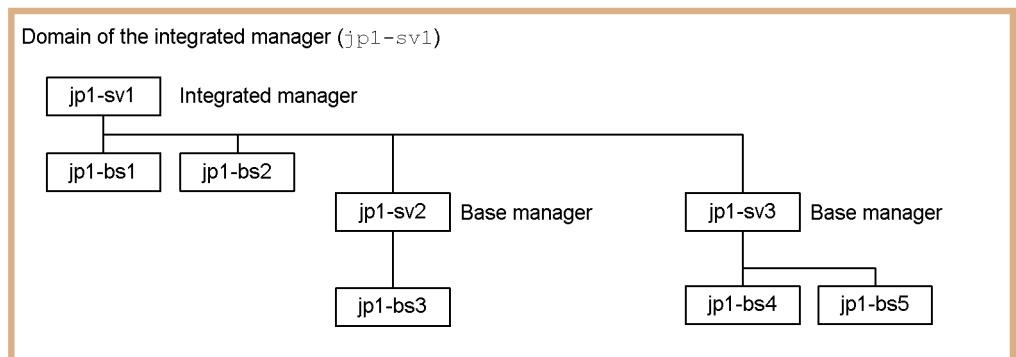 Domain of the integrated manager (jp1-sv1)
jp1-sv1 Integrated manager
jp1-bs1 jp1-bs2
jp1-sv2 Base manager jp1-sv3 Base manager
jp1-bs3 jp1-bs4 jp1-bs5